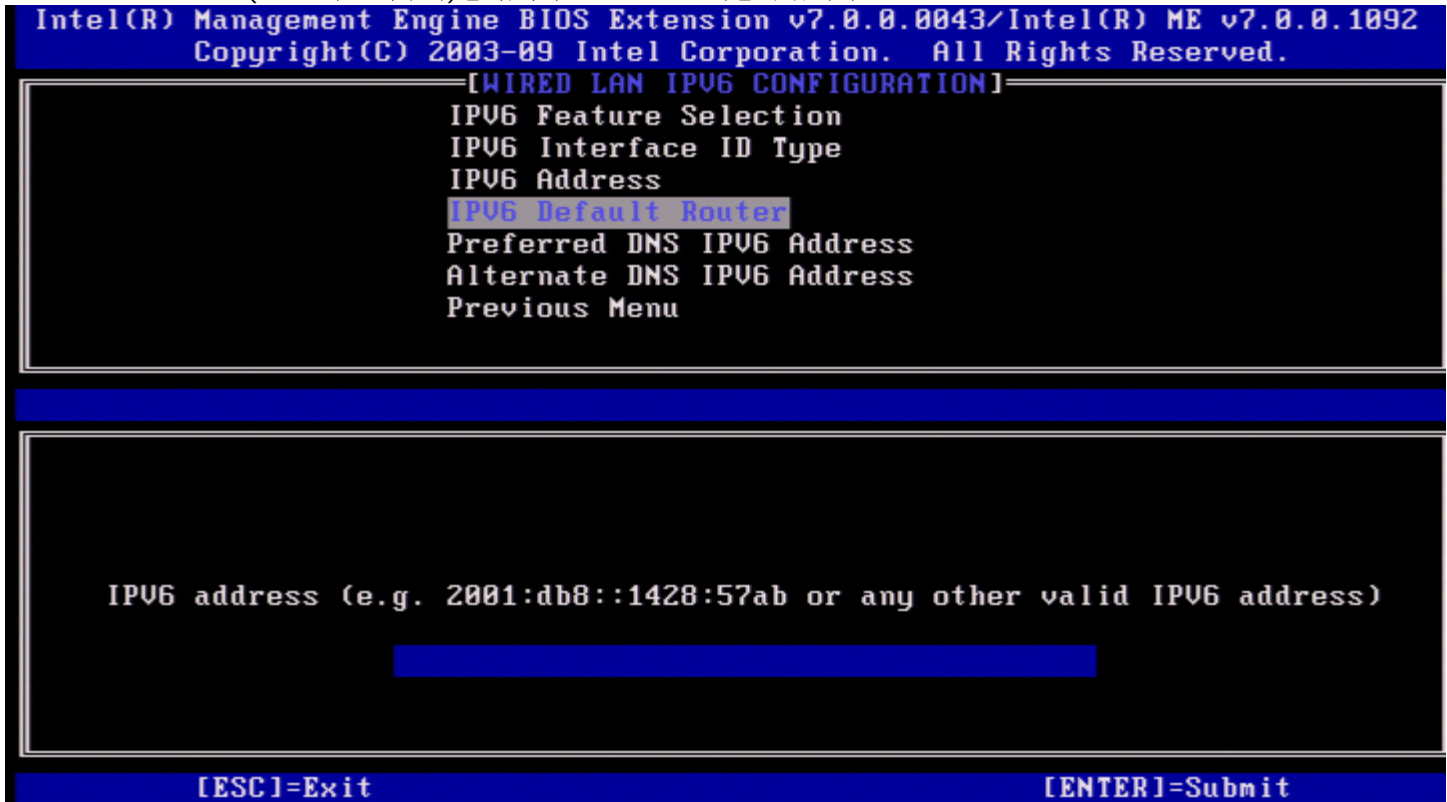 Intel(R) Management Engine BIOS Extension v7.0.0.0043/Intel(R) ME v7.0.0.1092
Copyright(C) 2003-09 Intel Corporation. All Rights Reserved.
[WIRED LAN IPV6 CONFIGURATION]
IPV6 Feature Selection
IPV6 Interface ID Type
IPV6 Address
IPV6 Default Router
Preferred DNS IPV6 Address
Alternate DNS IPV6 Address
Previous Menu
IPV6 address (e.g. 2001:db8::1428:57ab or any other valid IPV6 address)
[ESC]=Exit
[ENTER]=Submit